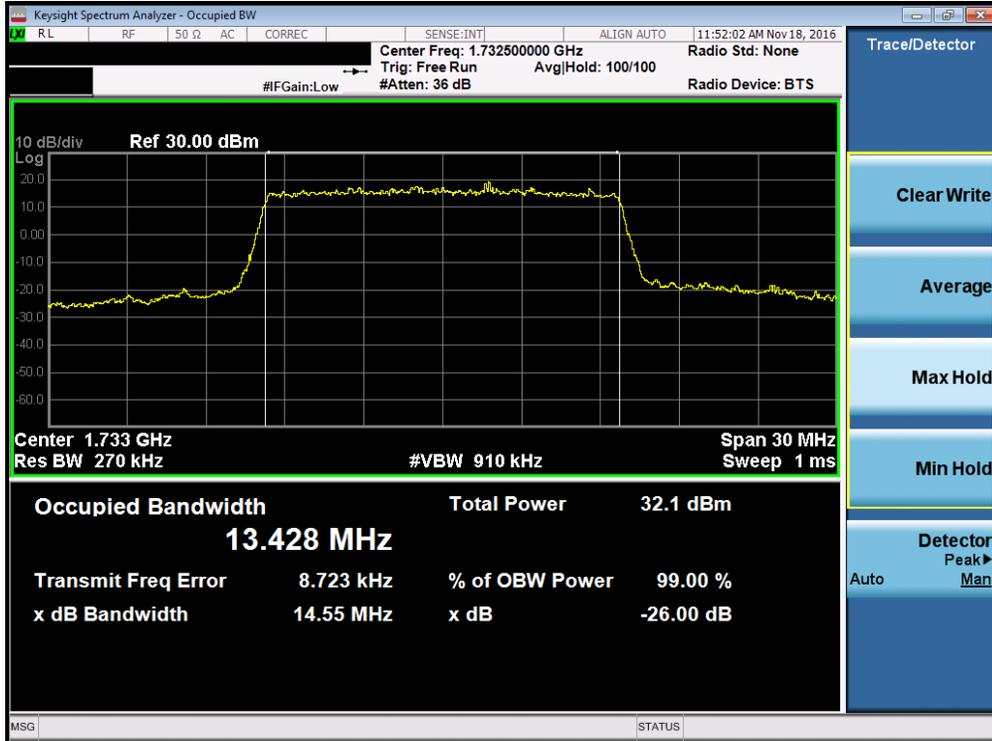 Keysight Spectrum Analyzer - Occupied BW
LXI RL RF 50 Ω AC CORREC SENSE:INT ALIGN AUTO 11:52:02 AM Nov 18, 2016
Center Freq: 1.732500000 GHz Radio Std: None
Trig: Free Run Avg|Hold: 100/100
#IFGain:Low #Atten: 36 dB Radio Device: BTS
Trace/Detector
10 dB/div Ref 30.00 dBm
Log
20.0
10.0
0.00
-10.0
-20.0
-30.0
-40.0
-50.0
-60.0
Center 1.733 GHz Span 30 MHz
Res BW 270 kHz #VBW 910 kHz Sweep 1 ms
Occupied Bandwidth Total Power 32.1 dBm
13.428 MHz
Transmit Freq Error 8.723 kHz % of OBW Power 99.00 %
x dB Bandwidth 14.55 MHz x dB -26.00 dB
Clear Write
Average
Max Hold
Min Hold
Detector
Peak▶
Auto Man
MSG STATUS